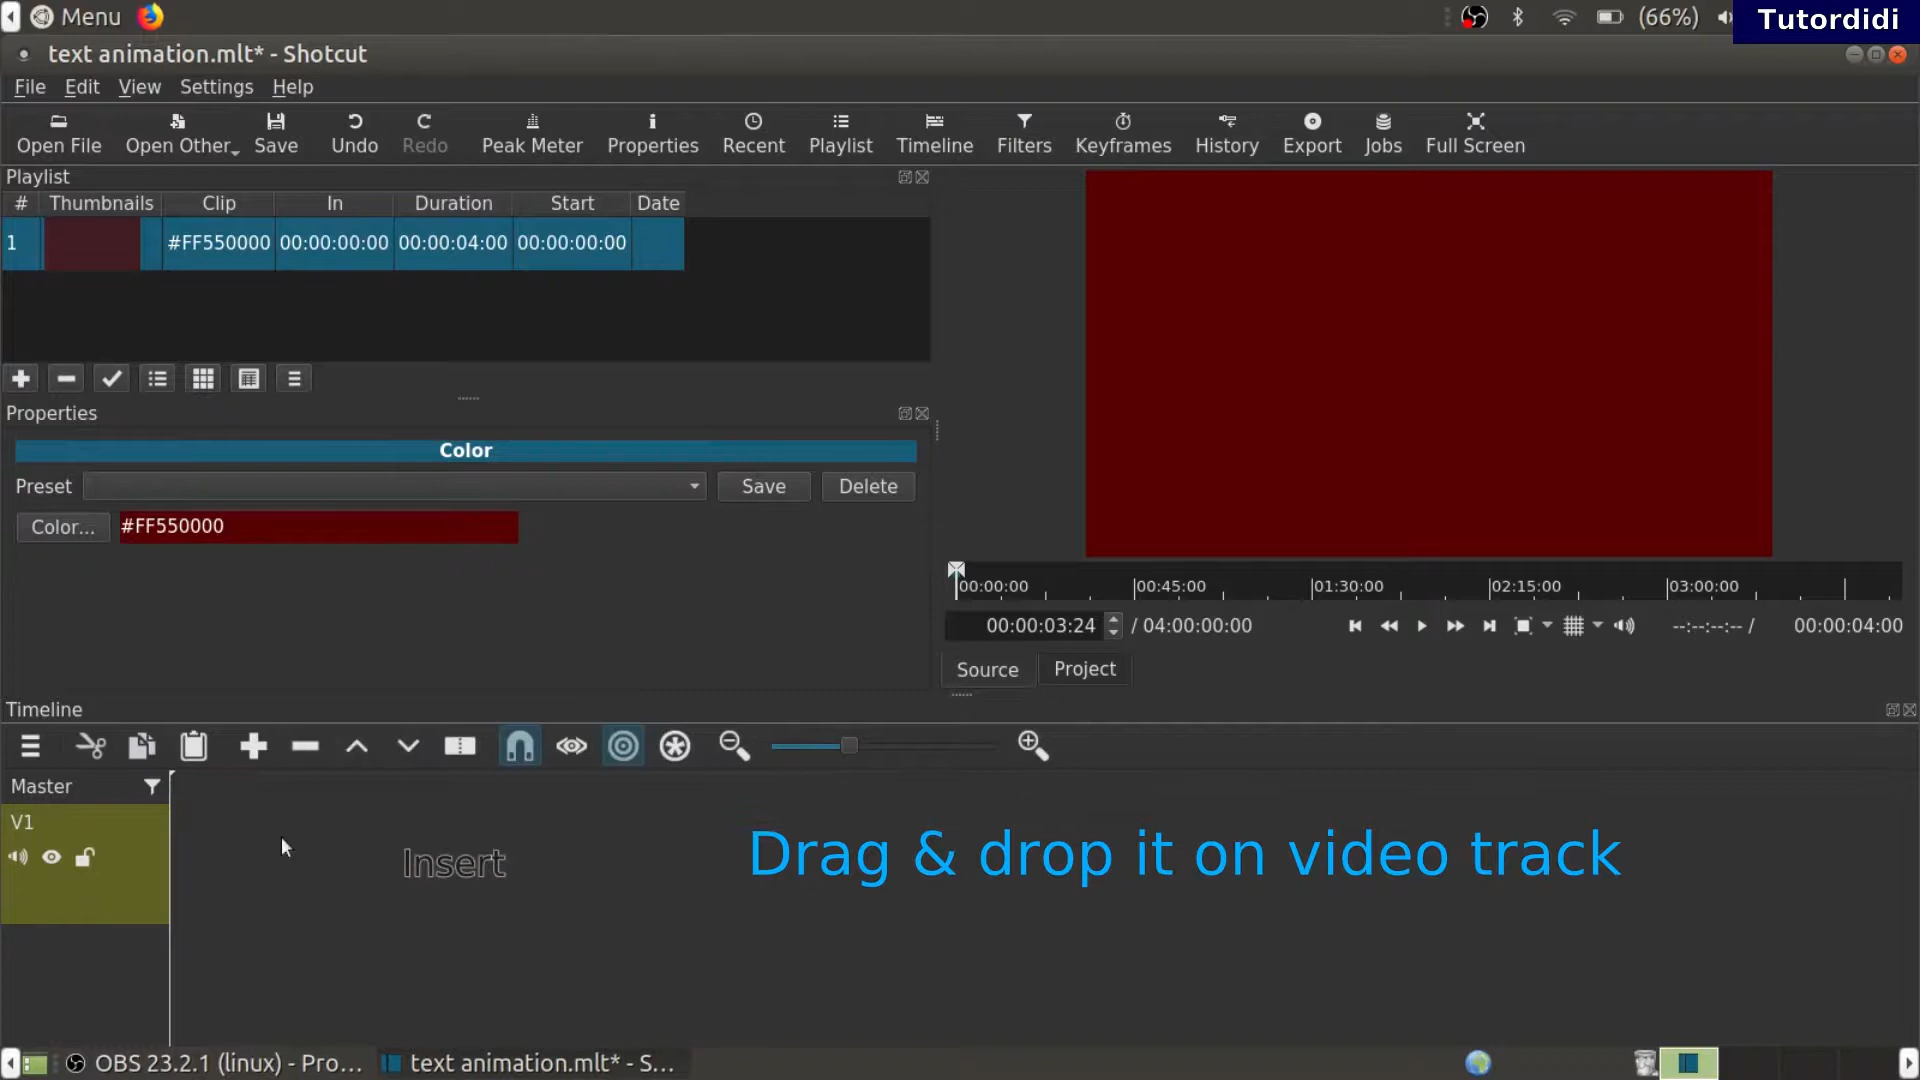 Menu
(66%)
Tutordidi
text animation.mlt* - Shotcut
File Edit View Settings Help
Open File Open Other Save Undo Redo Peak Meter Properties Recent Playlist Timeline Filters Keyframes History Export Jobs Full Screen
Playlist
# Thumbnails Clip In Duration Start Date
1 #FF550000 00:00:00:00 00:00:04:00 00:00:00:00
Properties
Color
Preset Save Delete
Color... #FF550000
00:00:00 00:45:00 01:30:00 02:15:00 03:00:00
00:00:03:24 / 04:00:00:00 --:--:--:-- / 00:00:04:00
Source Project
Timeline
Master
V1
Insert
Drag & drop it on video track
OBS 23.2.1 (linux) - Pro... text animation.mlt* - S...